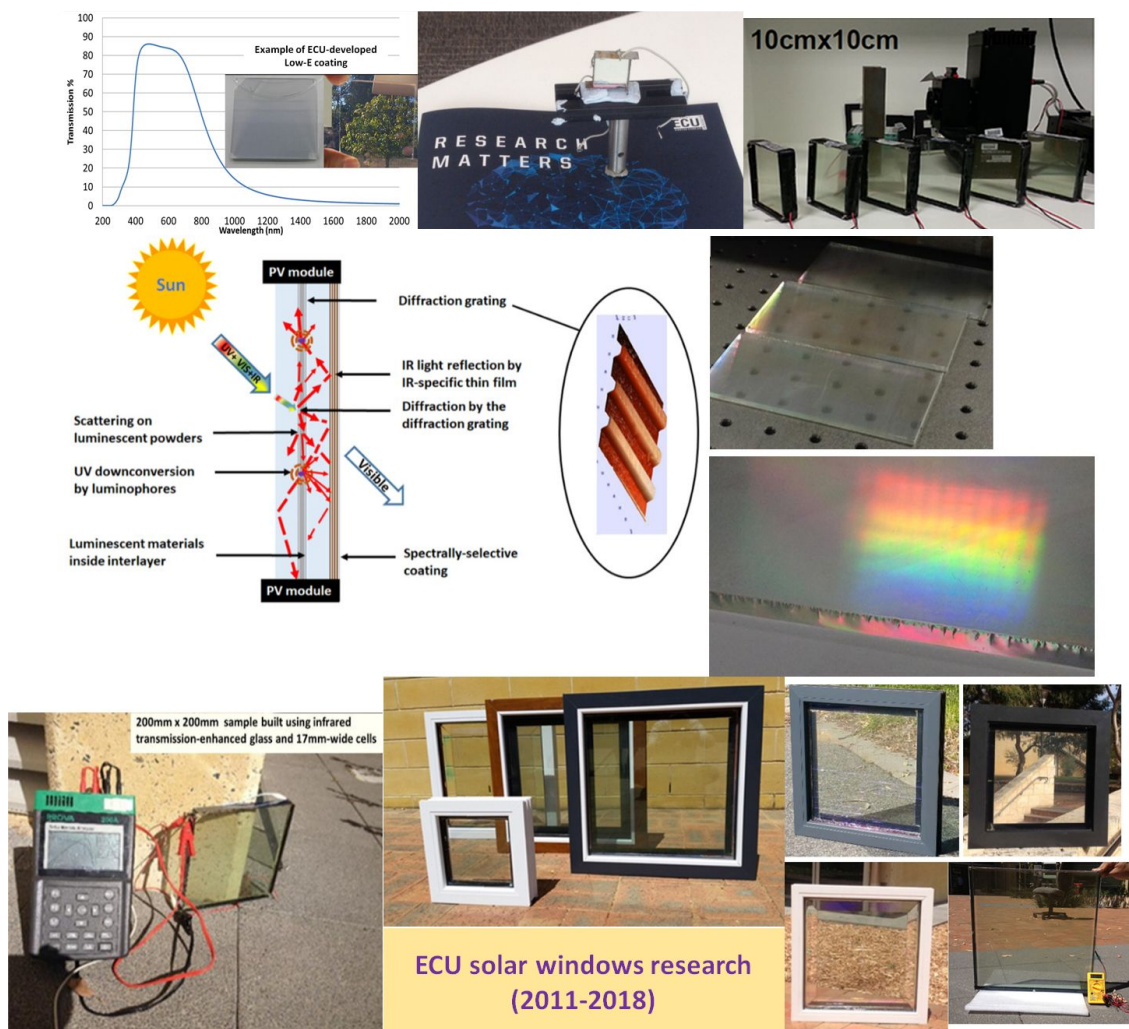 Transmission %
100
90
80
70
60
50
40
30
20
10
0
200
400
600
800
1000
1200
1400
1600
1800
2000
Wavelength (nm)
Example of ECU-developed
Low-E coating
RESEARCH
MATTERS
ECU
10cmx10cm
Sun
UV+ VIS+IR
PV module
Diffraction grating
IR light reflection by
IR-specific thin film
Diffraction by the
diffraction grating
Scattering on
luminescent powders
UV downconversion
by luminophores
Visible
Luminescent materials
inside interlayer
Spectrally-selective
coating
PV module
200mm x 200mm sample built using infrared
transmission-enhanced glass and 17mm-wide cells
PROVA
ECU solar windows research
(2011-2018)